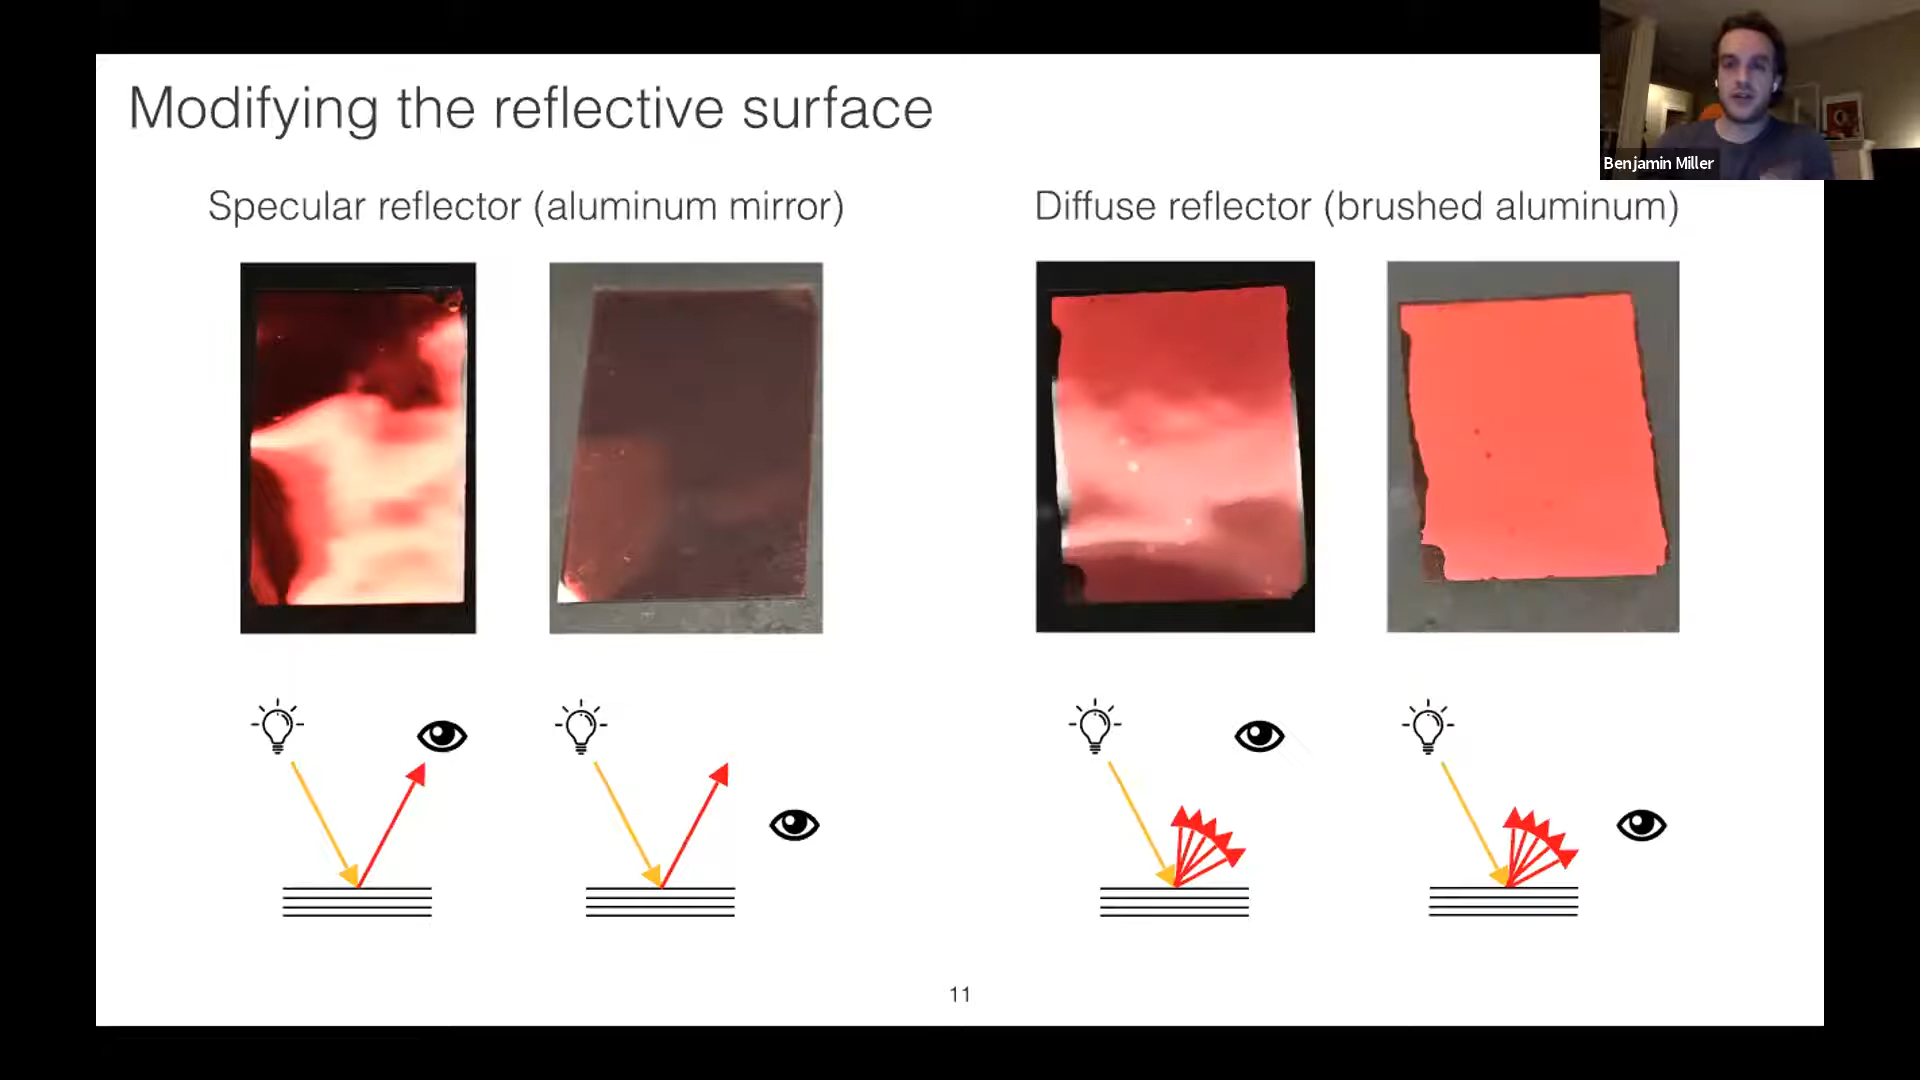 Modifying the reflective surface
Benjamin Miller
Specular reflector (aluminum mirror)
Diffuse reflector (brushed aluminum)
11